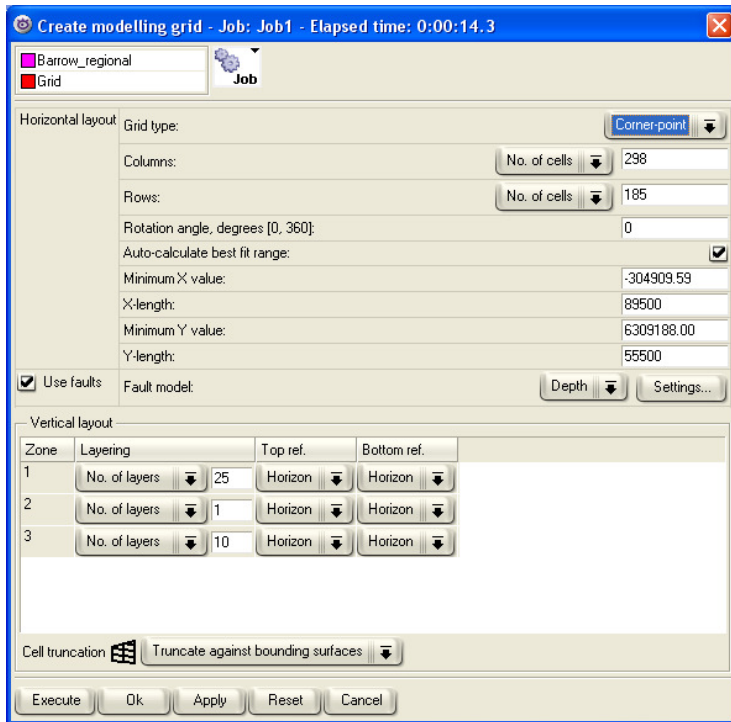 Create modelling grid - Job: Job1 - Elapsed time: 0:00:14.3
Barrow_regional
Grid
Job
Horizontal layout Grid type: Corner-point
Columns: No. of cells 298
Rows: No. of cells 185
Rotation angle, degrees [0, 360]: 0
Auto-calculate best fit range:
Minimum X value: -304909.59
X-length: 89500
Minimum Y value: 6309188.00
Y-length: 55500
Use faults Fault model: Depth Settings...
Vertical layout
Zone Layering Top ref. Bottom ref.
1 No. of layers 25 Horizon Horizon
2 No. of layers 1 Horizon Horizon
3 No. of layers 10 Horizon Horizon
Cell truncation Truncate against bounding surfaces
Execute Ok Apply Reset Cancel